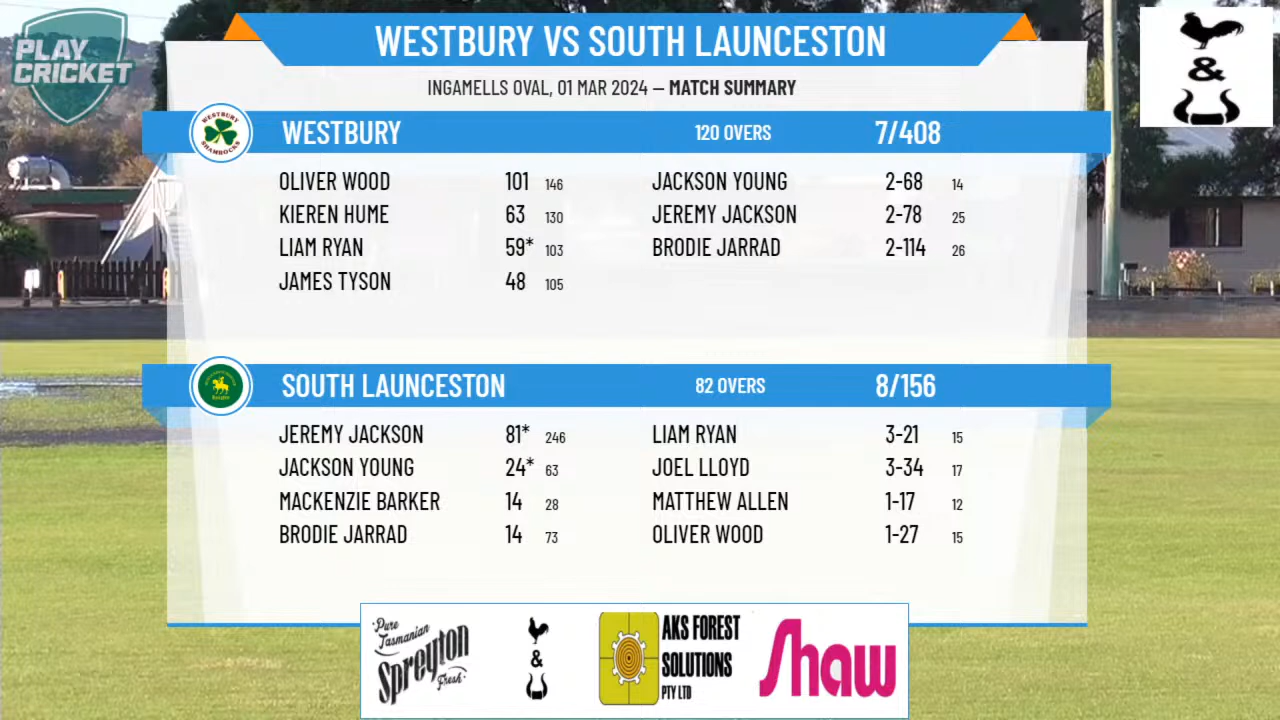 PLAY
CRICKET
WESTBURY VS SOUTH LAUNCESTON
&
INGAMELLS OVAL, 01 MAR 2024 – MATCH SUMMARY
WESTBURY
SHAMROCKS
WESTBURY 120 OVERS 7/408
OLIVER WOOD 101 146 JACKSON YOUNG 2-68 14
KIEREN HUME 63 130 JEREMY JACKSON 2-78 25
LIAM RYAN 59* 103 BRODIE JARRAD 2-114 26
JAMES TYSON 48 105
SOUTH LAUNCESTON 82 OVERS 8/156
JEREMY JACKSON 81* 246 LIAM RYAN 3-21 15
JACKSON YOUNG 24* 63 JOEL LLOYD 3-34 17
MACKENZIE BARKER 14 28 MATTHEW ALLEN 1-17 12
BRODIE JARRAD 14 73 OLIVER WOOD 1-27 15
Pure
Tasmanian
Spreyton
Fresh
&
AKS FOREST
SOLUTIONS
PTY LTD
Shaw